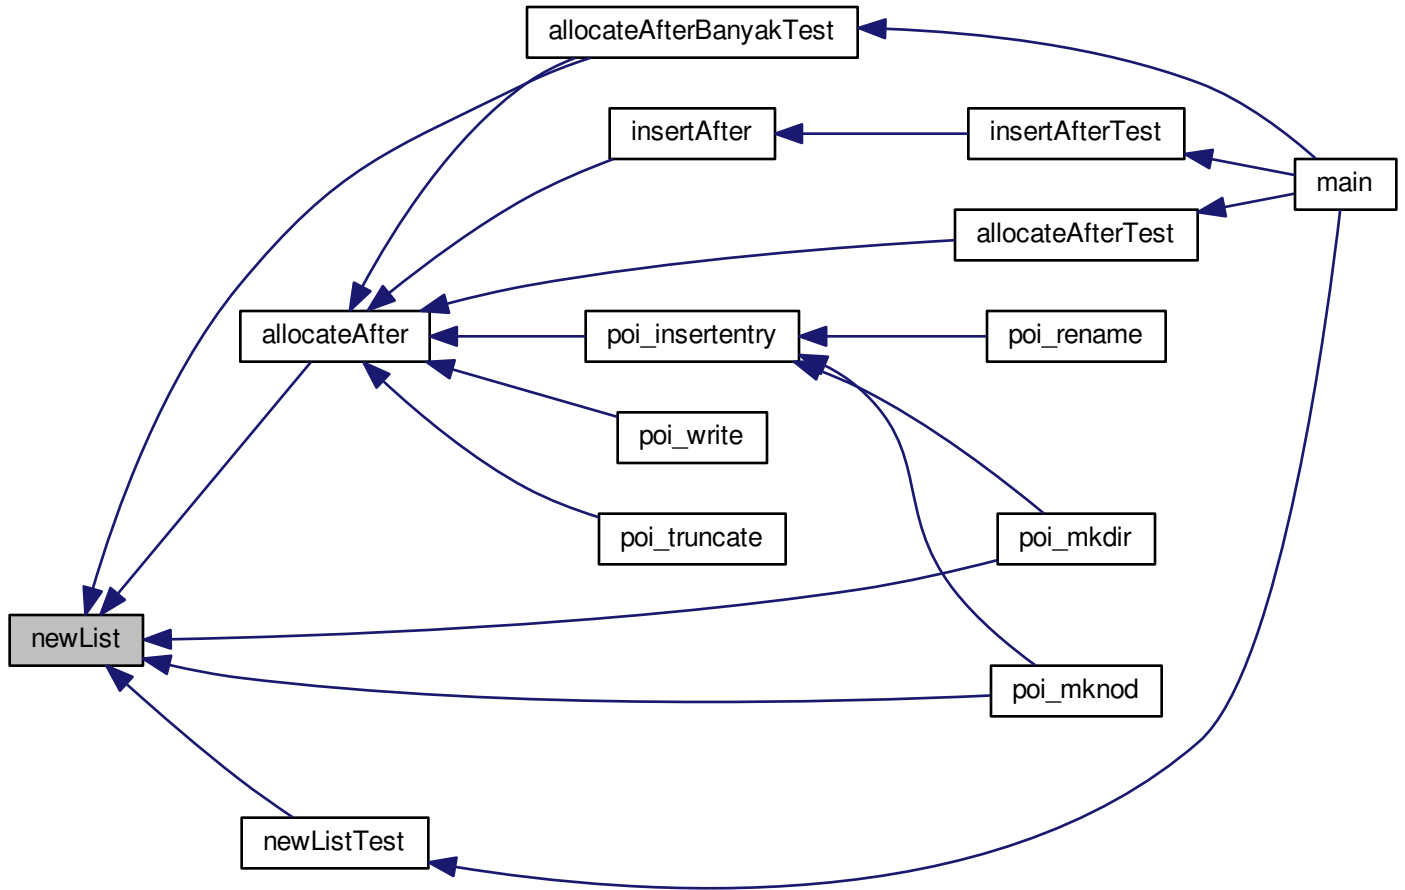 allocateAfterBanyakTest
insertAfter
insertAfterTest
main
allocateAfterTest
allocateAfter
poi_insertentry
poi_rename
poi_write
poi_truncate
poi_mkdir
newList
poi_mknod
newListTest